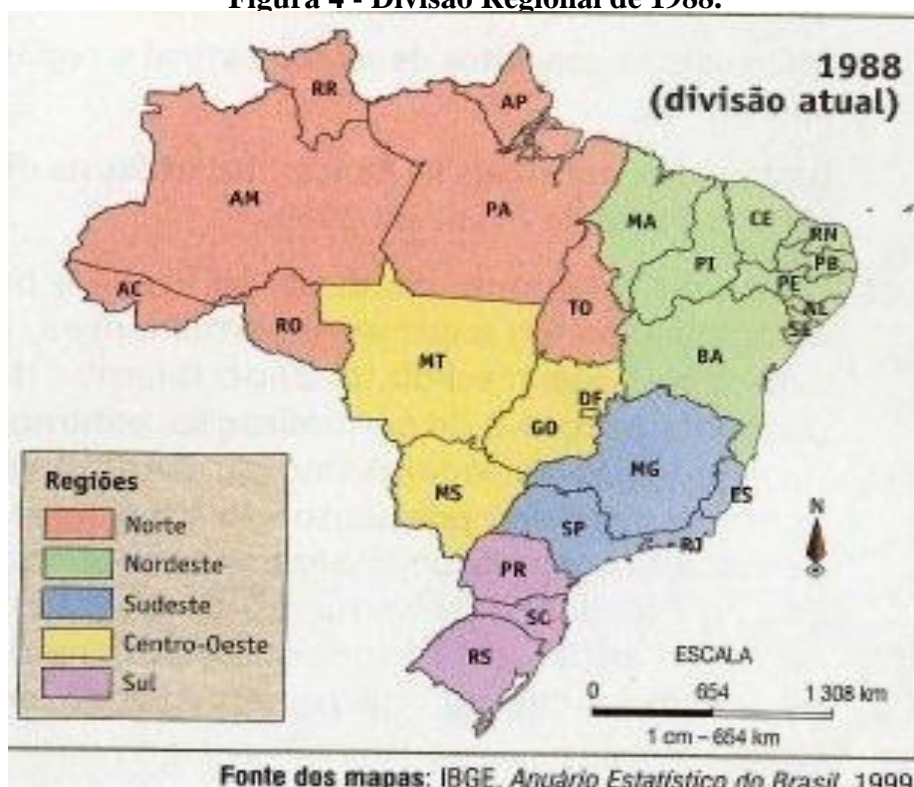 Figura 4 - Divisão Regional de 1988.
1988
(divisão atual)
RR
AP
AM
PA
MA
CE
RN
PB
PI
PE
AL
SE
AC
TO
RO
BA
MT
DF
GO
MG
MS
ES
SP
RJ
PR
SC
RS
Regiões
Norte
Nordeste
Sudeste
Centro-Oeste
Sul
N
ESCALA
0 654 1 308 km
1 cm – 654 km
Fonte dos mapas: IBGE, Anuário Estatístico do Brasil, 1999